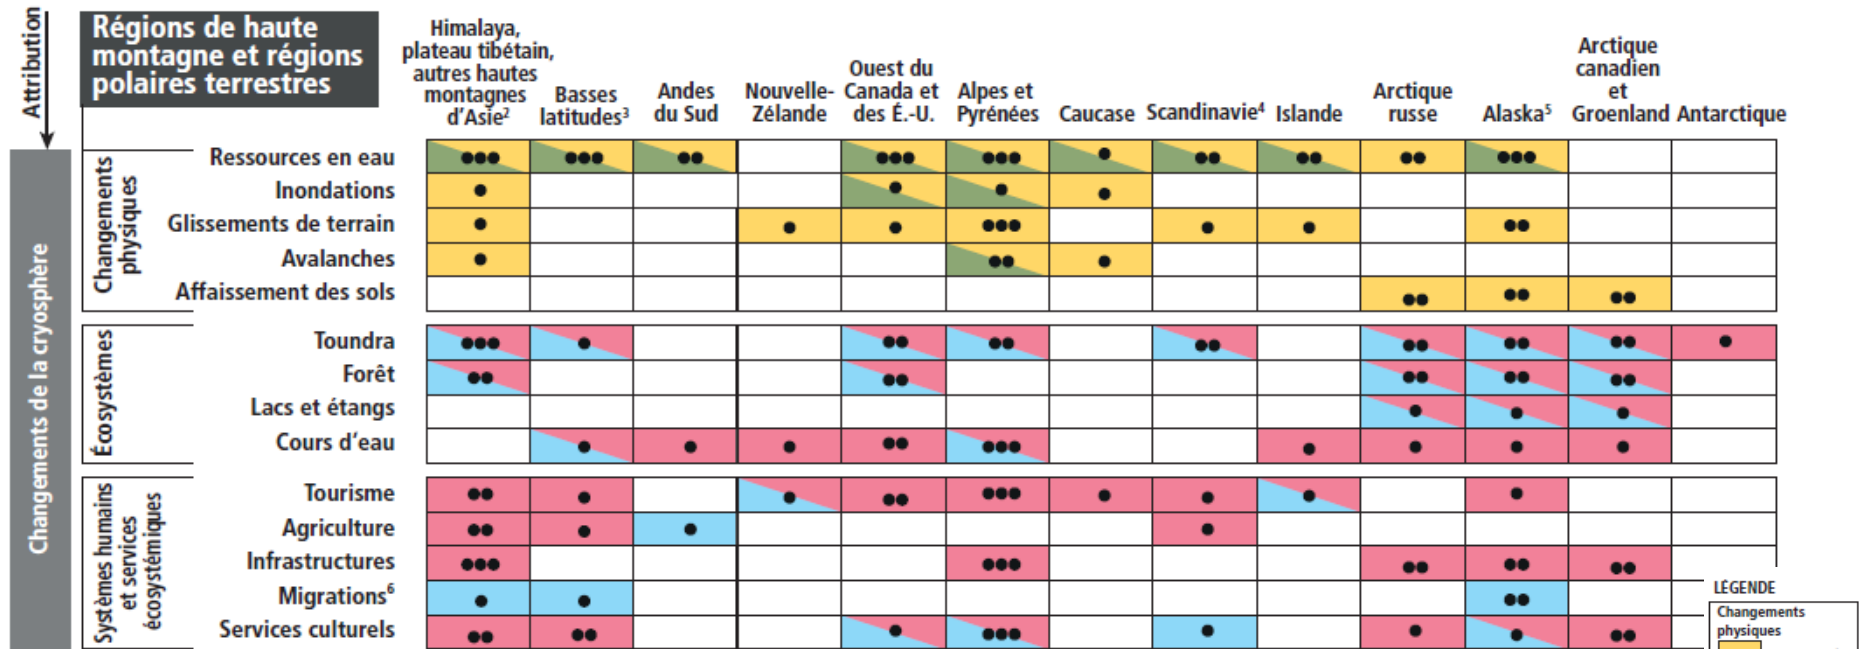 Attribution
Régions de haute
montagne et régions
polaires terrestres
Himalaya,
plateau tibétain,
autres hautes
montagnes
d'Asie²
Basses
latitudes³
Andes
du Sud
Nouvelle-
Zélande
Ouest du
Canada et
des É.-U.
Alpes et
Pyrénées
Caucase
Scandinavie⁴
Islande
Arctique
russe
Alaska⁵
Arctique
canadien
et
Groenland
Antarctique
Changements de la cryosphère
Changements
physiques
Ressources en eau
Inondations
Glissements de terrain
Avalanches
Affaissement des sols
Écosystèmes
Toundra
Forêt
Lacs et étangs
Cours d'eau
Systèmes humains
et services
écosystémiques
Tourisme
Agriculture
Infrastructures
Migrations⁶
Services culturels
LÉGENDE
Changements
physiques